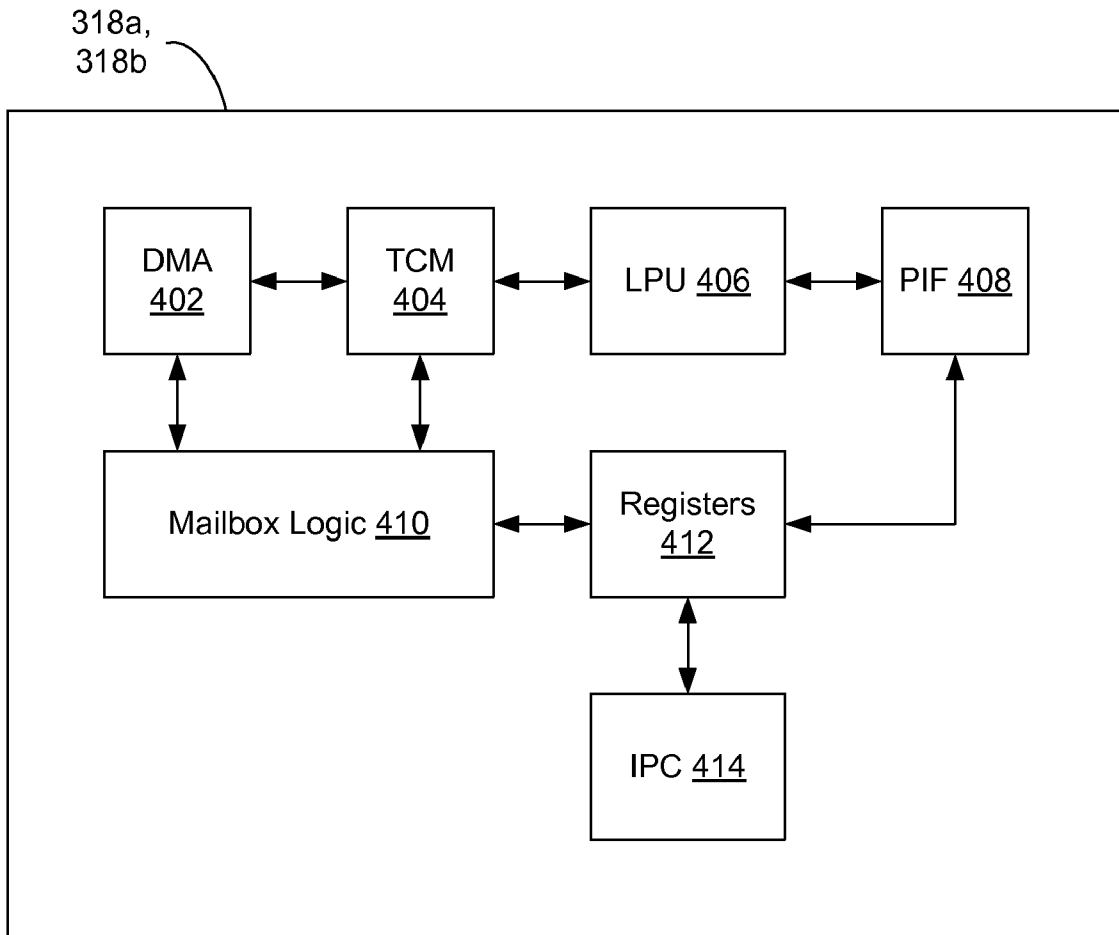 318a,
318b
DMA
402
TCM
404
LPU 406
PIF 408
Mailbox Logic 410
Registers
412
IPC 414